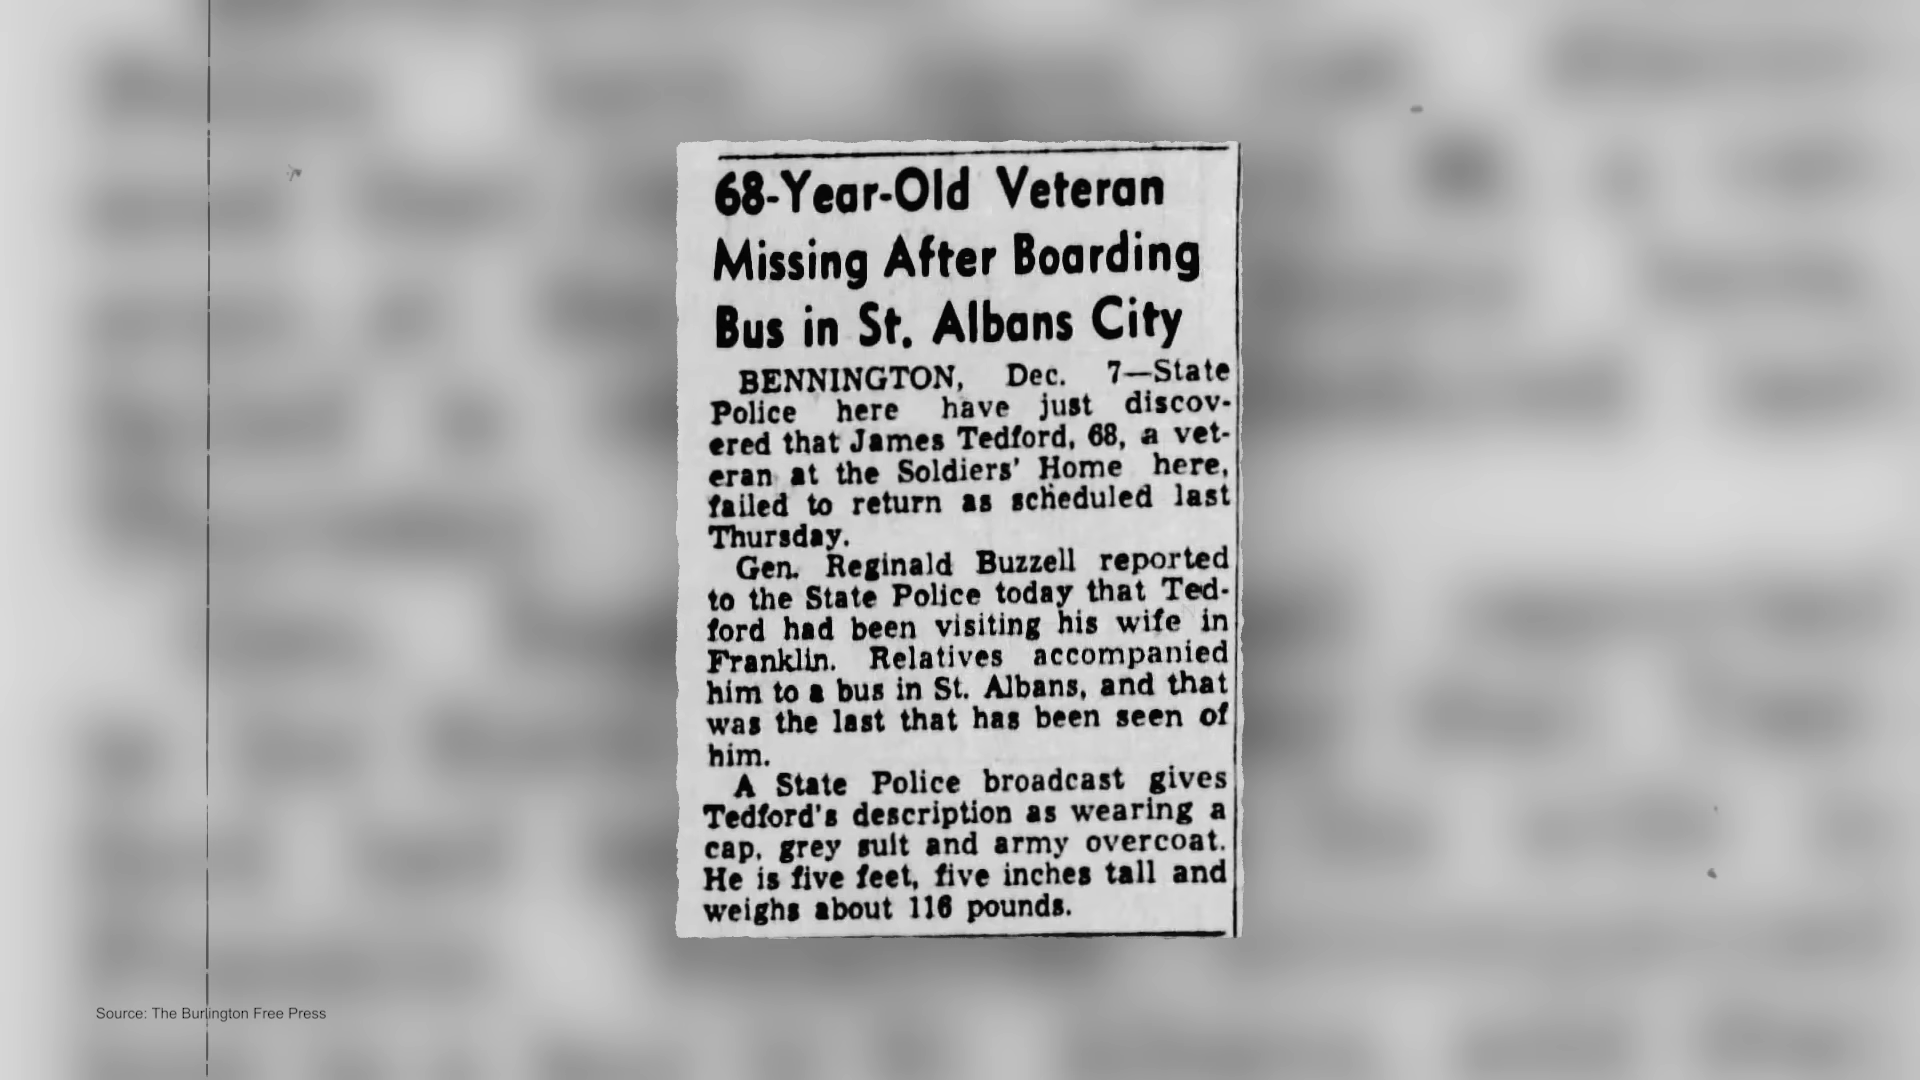 68-Year-Old Veteran
Missing After Boarding
Bus in St. Albans City
BENNINGTON, Dec. 7—State
Police here have just discov-
ered that James Tedford, 68, a vet-
eran at the Soldiers' Home here,
failed to return as scheduled last
Thursday.
Gen. Reginald Buzzell reported
to the State Police today that Ted-
ford had been visiting his wife in
Franklin. Relatives accompanied
him to a bus in St. Albans, and that
was the last that has been seen of
him.
A State Police broadcast gives
Tedford's description as wearing a
cap, grey suit and army overcoat.
He is five feet, five inches tall and
weighs about 116 pounds.
Source: The Burlington Free Press